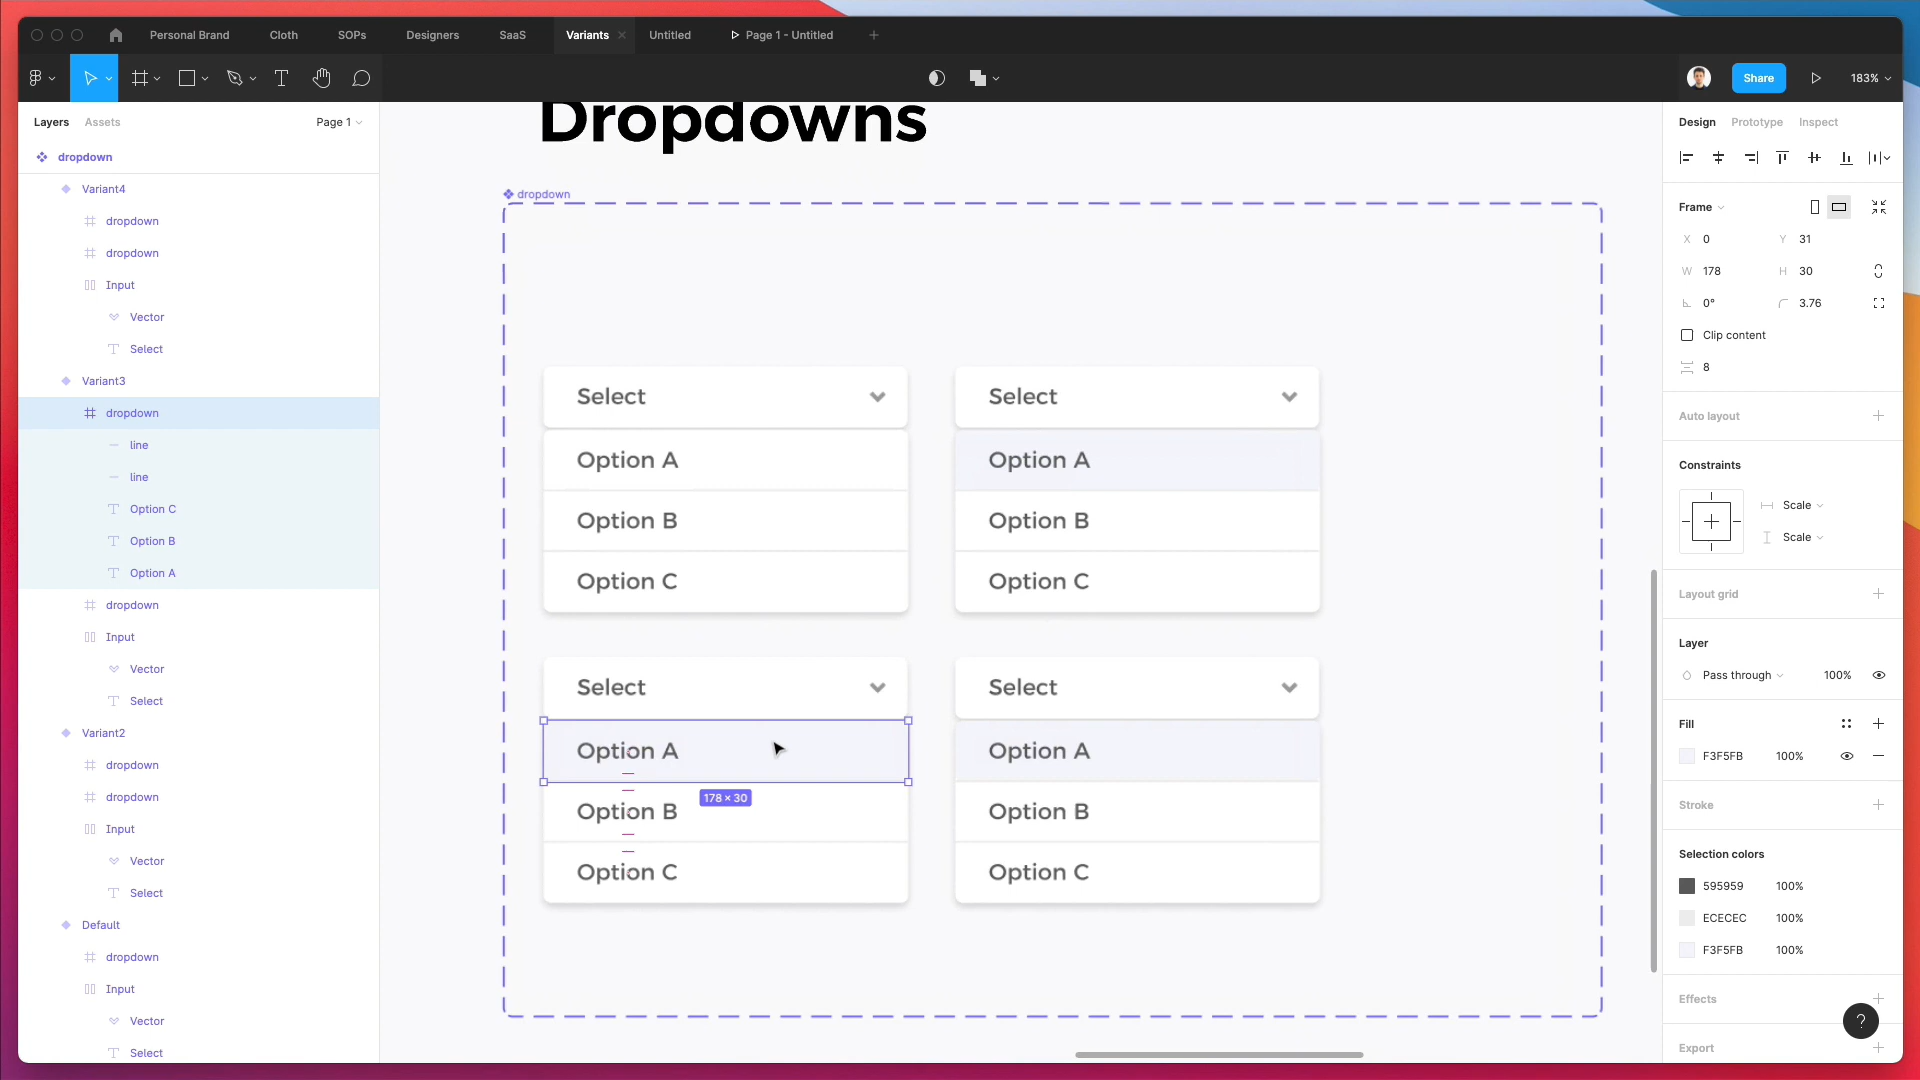 Personal Brand
Cloth
SOPs
Designers
SaaS
Variants
Untitled
Page 1 - Untitled
Share
183%
Layers
Assets
Page 1
dropdown
Variant4
dropdown
dropdown
Input
Vector
Select
Variant3
dropdown
line
line
Option C
Option B
Option A
dropdown
Input
Vector
Select
Variant2
dropdown
dropdown
Input
Vector
Select
Default
dropdown
Input
Vector
Select
Dropdowns
dropdown
Select
Option A
Option B
Option C
Select
Option A
Option B
Option C
Select
Option A
178 × 30
Option B
Option C
Select
Option A
Option B
Option C
Design
Prototype
Inspect
Frame
X 0
Y 31
W 178
H 30
0°
3.76
Clip content
8
Auto layout
Constraints
Scale
Scale
Layout grid
Layer
Pass through
100%
Fill
F3F5FB
100%
Stroke
Selection colors
595959
100%
ECECEC
100%
F3F5FB
100%
Effects
Export
?